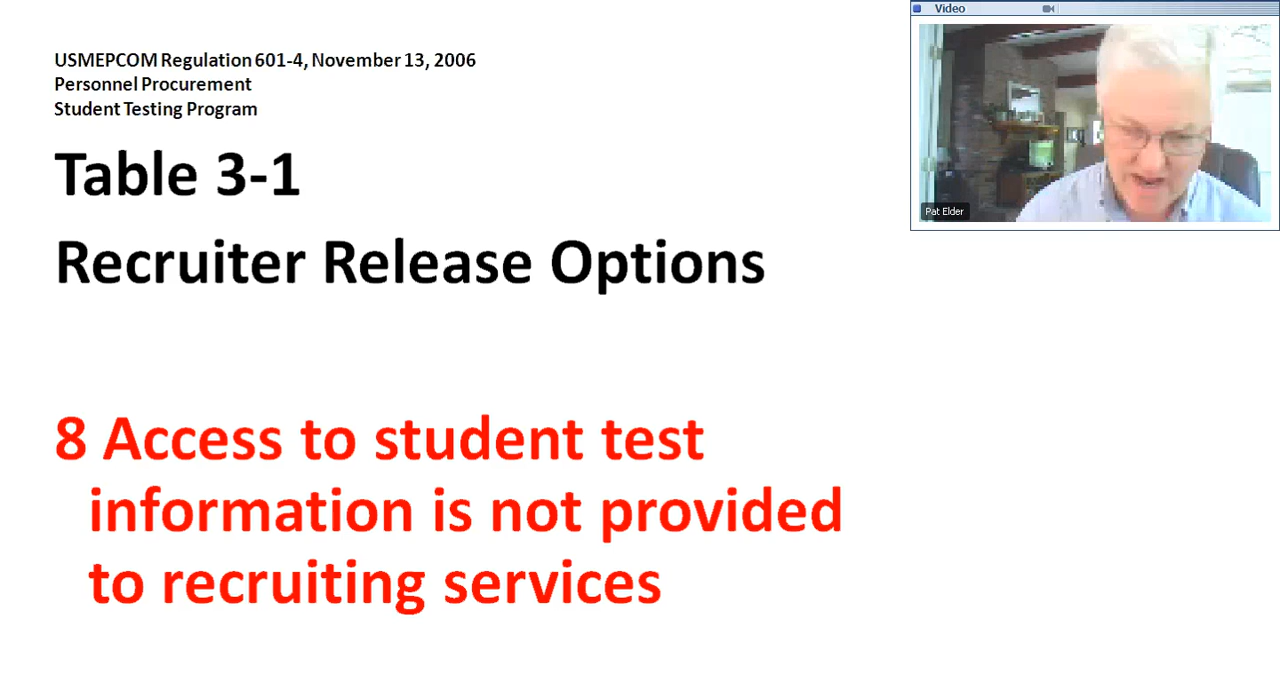 Video
USMEPCOM Regulation 601-4, November 13, 2006
Personnel Procurement
Student Testing Program
Table 3-1
Recruiter Release Options
Pat Elder
8 Access to student test
information is not provided
to recruiting services